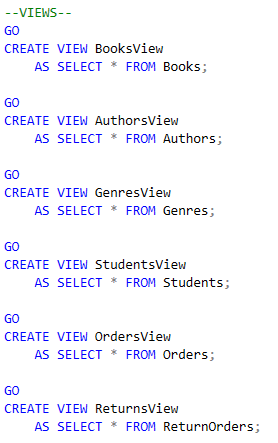 --VIEWS--
GO
CREATE VIEW BooksView
    AS SELECT * FROM Books;

GO
CREATE VIEW AuthorsView
    AS SELECT * FROM Authors;

GO
CREATE VIEW GenresView
    AS SELECT * FROM Genres;

GO
CREATE VIEW StudentsView
    AS SELECT * FROM Students;

GO
CREATE VIEW OrdersView
    AS SELECT * FROM Orders;

GO
CREATE VIEW ReturnsView
    AS SELECT * FROM ReturnOrders;